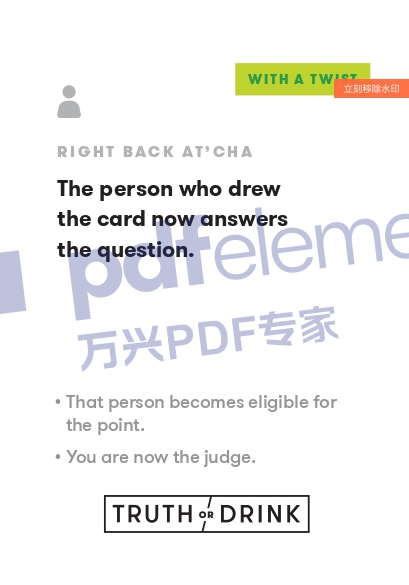 WITH A TWIST
立刻移除水印
RIGHT BACK AT’CHA
The person who drew
the card now answers
the question.
pdfeleme
万兴PDF专家
• That person becomes eligible for
the point.
• You are now the judge.
TRUTH OR DRINK